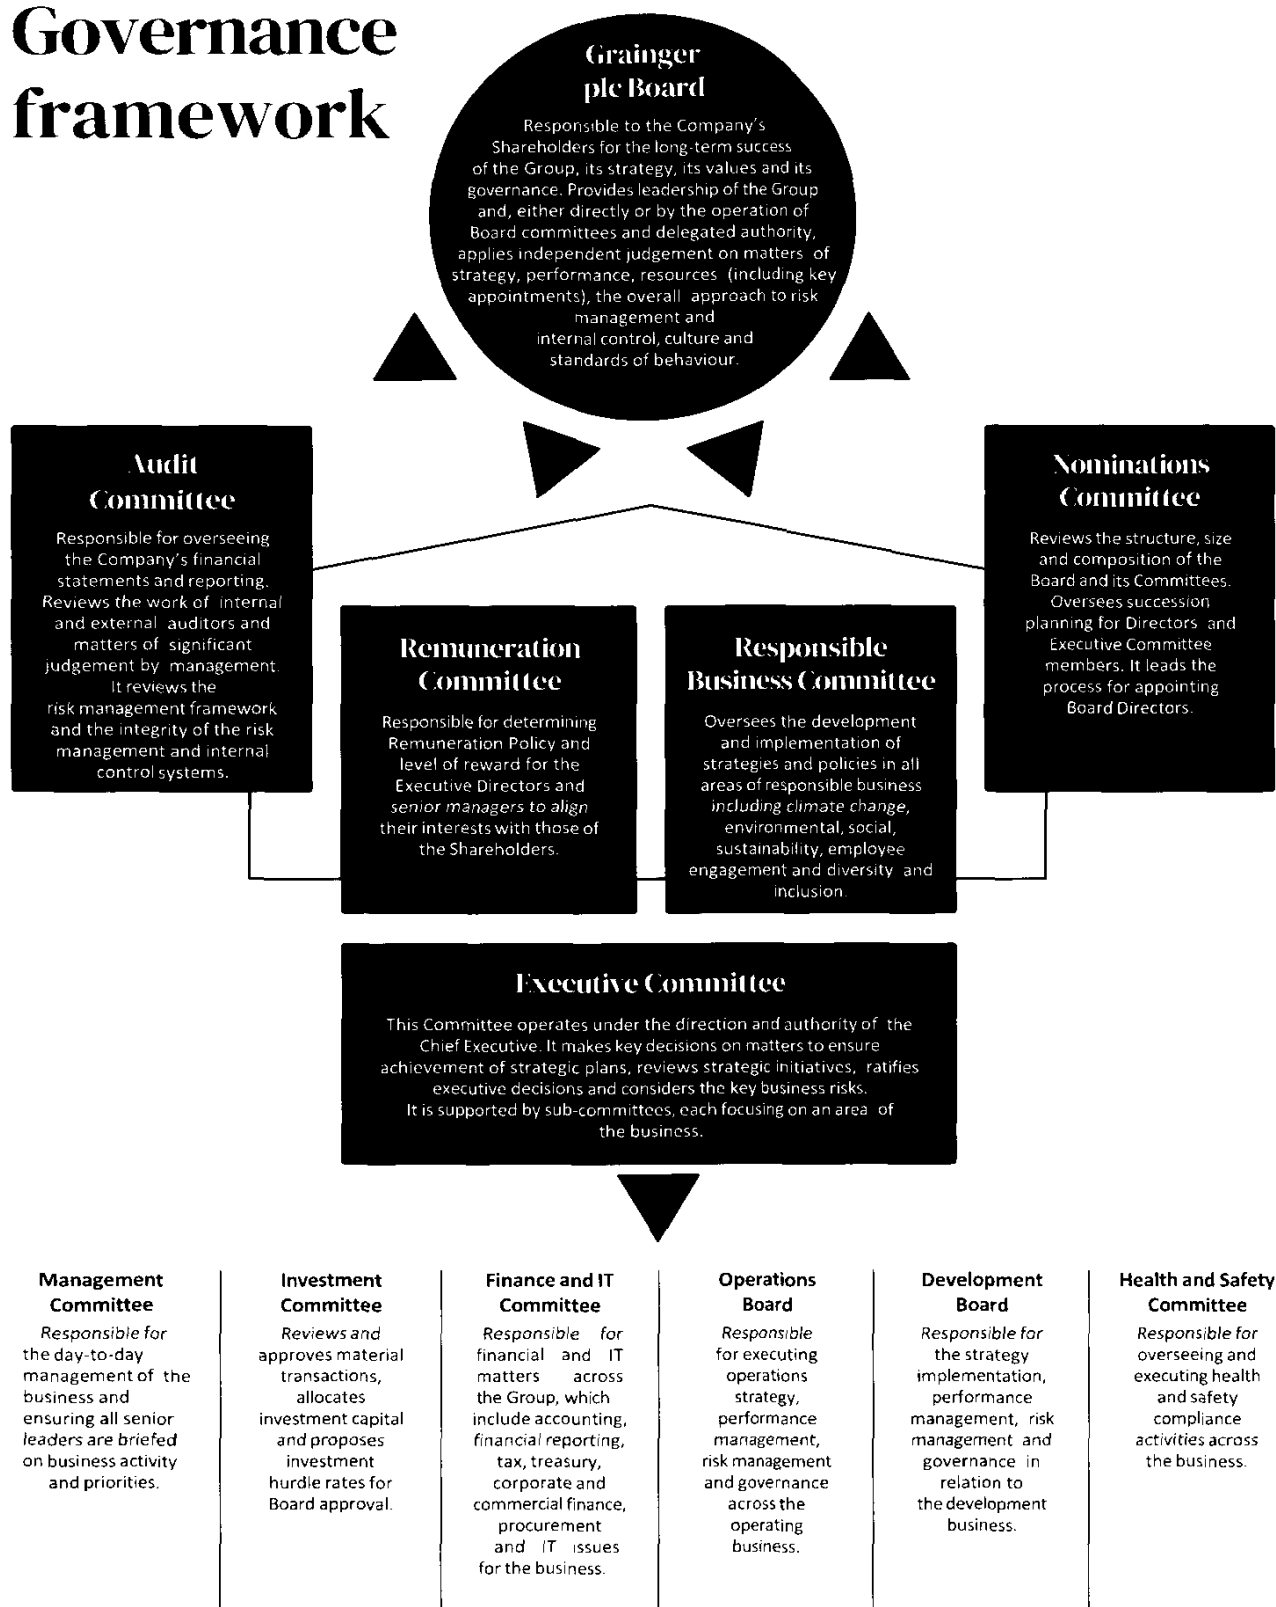 Governance
framework
Grainger
plc Board
Responsible to the Company's
Shareholders for the long-term success
of the Group, its strategy, its values and its
governance. Provides leadership of the Group
and, either directly or by the operation of
Board committees and delegated authority,
applies independent judgement on matters of
strategy, performance, resources (including key
appointments), the overall approach to risk
management and
internal control, culture and
standards of behaviour.
Audit
Committee
Responsible for overseeing
the Company's financial
statements and reporting.
Reviews the work of internal
and external auditors and
matters of significant
judgement by management.
It reviews the
risk management framework
and the integrity of the risk
management and internal
control systems.
Nominations
Committee
Reviews the structure, size
and composition of the
Board and its Committees.
Oversees succession
planning for Directors and
Executive Committee
members. It leads the
process for appointing
Board Directors.
Remuneration
Committee
Responsible for determining
Remuneration Policy and
level of reward for the
Executive Directors and
senior managers to align
their interests with those of
the Shareholders.
Responsible
Business Committee
Oversees the development
and implementation of
strategies and policies in all
areas of responsible business
including climate change,
environmental, social,
sustainability, employee
engagement and diversity and
inclusion.
Executive Committee
This Committee operates under the direction and authority of the
Chief Executive. It makes key decisions on matters to ensure
achievement of strategic plans, reviews strategic initiatives, ratifies
executive decisions and considers the key business risks.
It is supported by sub-committees, each focusing on an area of
the business.
Management
Committee
Responsible for
the day-to-day
management of the
business and
ensuring all senior
leaders are briefed
on business activity
and priorities.
Investment
Committee
Reviews and
approves material
transactions,
allocates
investment capital
and proposes
investment
hurdle rates for
Board approval.
Finance and IT
Committee
Responsible for
financial and IT
matters across
the Group, which
include accounting,
financial reporting,
tax, treasury,
corporate and
commercial finance,
procurement
and IT issues
for the business.
Operations
Board
Responsible
for executing
operations
strategy,
performance
management,
risk management
and governance
across the
operating
business.
Development
Board
Responsible for
the strategy
implementation,
performance
management, risk
management and
governance in
relation to
the development
business.
Health and Safety
Committee
Responsible for
overseeing and
executing health
and safety
compliance
activities across
the business.